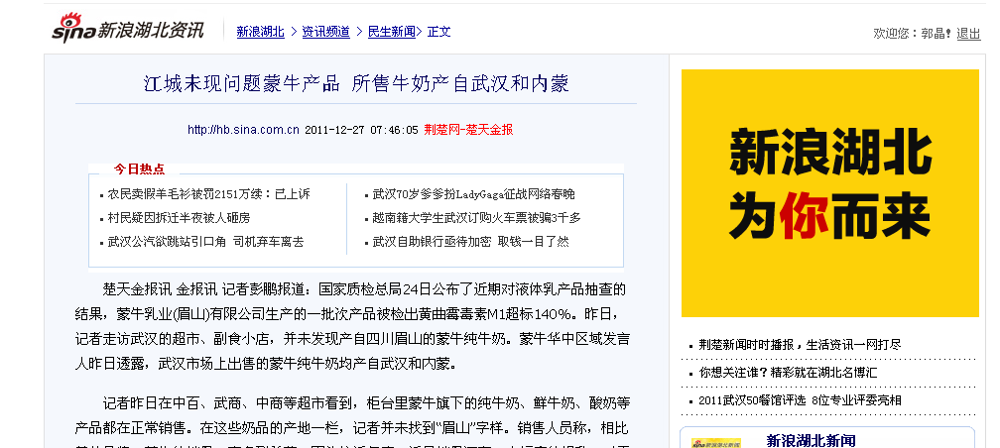 sina 新浪湖北资讯
新浪湖北 > 资讯频道 > 民生新闻> 正文
欢迎您：郭晶! 退出
江城未现问题蒙牛产品 所售牛奶产自武汉和内蒙
http://hb.sina.com.cn 2011-12-27 07:46:05 荆楚网-楚天金报
今日热点
农民卖假羊毛衫被罚2151万续：已上诉
村民疑因拆迁半夜被人砸房
武汉公汽欲跳站引口角 司机弃车离去
武汉70岁爹爹扮LadyGaga征战网络春晚
越南籍大学生武汉订购火车票被骗3千多
武汉自助银行亟待加密 取钱一目了然
楚天金报讯 金报讯 记者彭鹏报道：国家质检总局24日公布了近期对液体乳产品抽查的
结果，蒙牛乳业(眉山)有限公司生产的一批次产品被检出黄曲霉毒素M1超标140%。昨日，
记者走访武汉的超市、副食小店，并未发现产自四川眉山的蒙牛纯牛奶。蒙牛华中区域发言
人昨日透露，武汉市场上出售的蒙牛纯牛奶均产自武汉和内蒙。
记者昨日在中百、武商、中商等超市看到，柜台里蒙牛旗下的纯牛奶、鲜牛奶、酸奶等
产品都在正常销售。在这些奶品的产地一栏，记者并未找到“眉山”字样。销售人员称，相比
新浪湖北
为你而来
荆楚新闻时时播报，生活资讯一网打尽
你想关注谁？精彩就在湖北名博汇
2011武汉50餐馆评选 8位专业评委亮相
新浪湖北新闻